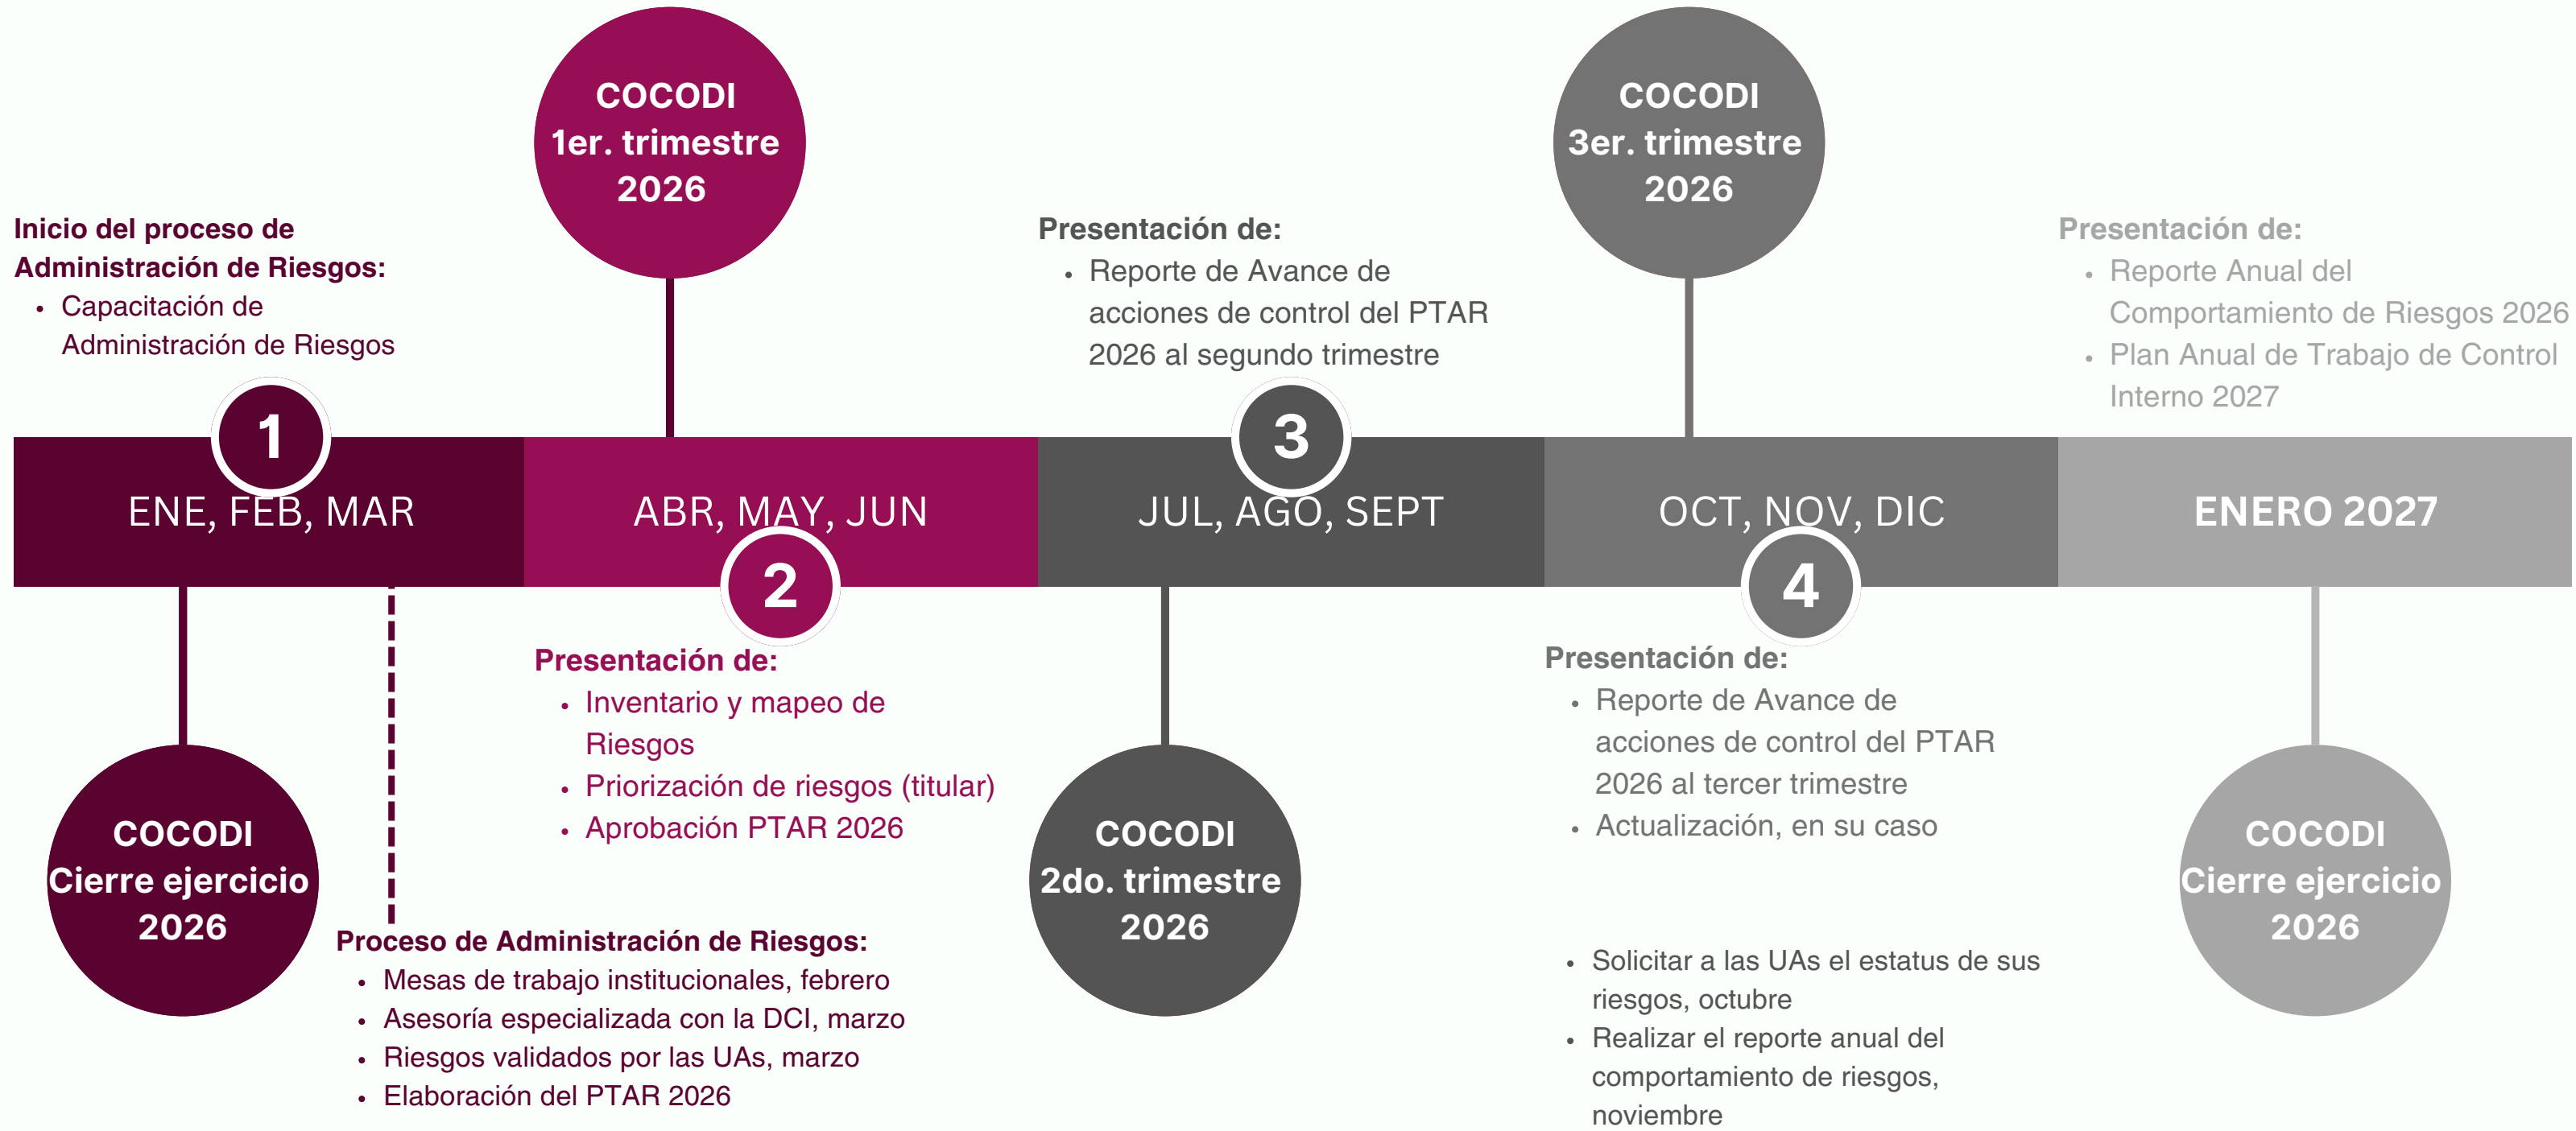 COCODI
1er. trimestre
2026
COCODI
3er. trimestre
2026
Inicio del proceso de
Administración de Riesgos:
• Capacitación de
Administración de Riesgos
Presentación de:
• Reporte de Avance de
acciones de control del PTAR
2026 al segundo trimestre
Presentación de:
• Reporte Anual del
Comportamiento de Riesgos 2026
• Plan Anual de Trabajo de Control
Interno 2027
1
3
ENE, FEB, MAR
ABR, MAY, JUN
JUL, AGO, SEPT
OCT, NOV, DIC
ENERO 2027
2
4
Presentación de:
• Inventario y mapeo de
Riesgos
• Priorización de riesgos (titular)
• Aprobación PTAR 2026
Presentación de:
• Reporte de Avance de
acciones de control del PTAR
2026 al tercer trimestre
• Actualización, en su caso
COCODI
Cierre ejercicio
2026
COCODI
2do. trimestre
2026
COCODI
Cierre ejercicio
2026
Proceso de Administración de Riesgos:
• Mesas de trabajo institucionales, febrero
• Asesoría especializada con la DCI, marzo
• Riesgos validados por las UAs, marzo
• Elaboración del PTAR 2026
• Solicitar a las UAs el estatus de sus
riesgos, octubre
• Realizar el reporte anual del
comportamiento de riesgos,
noviembre